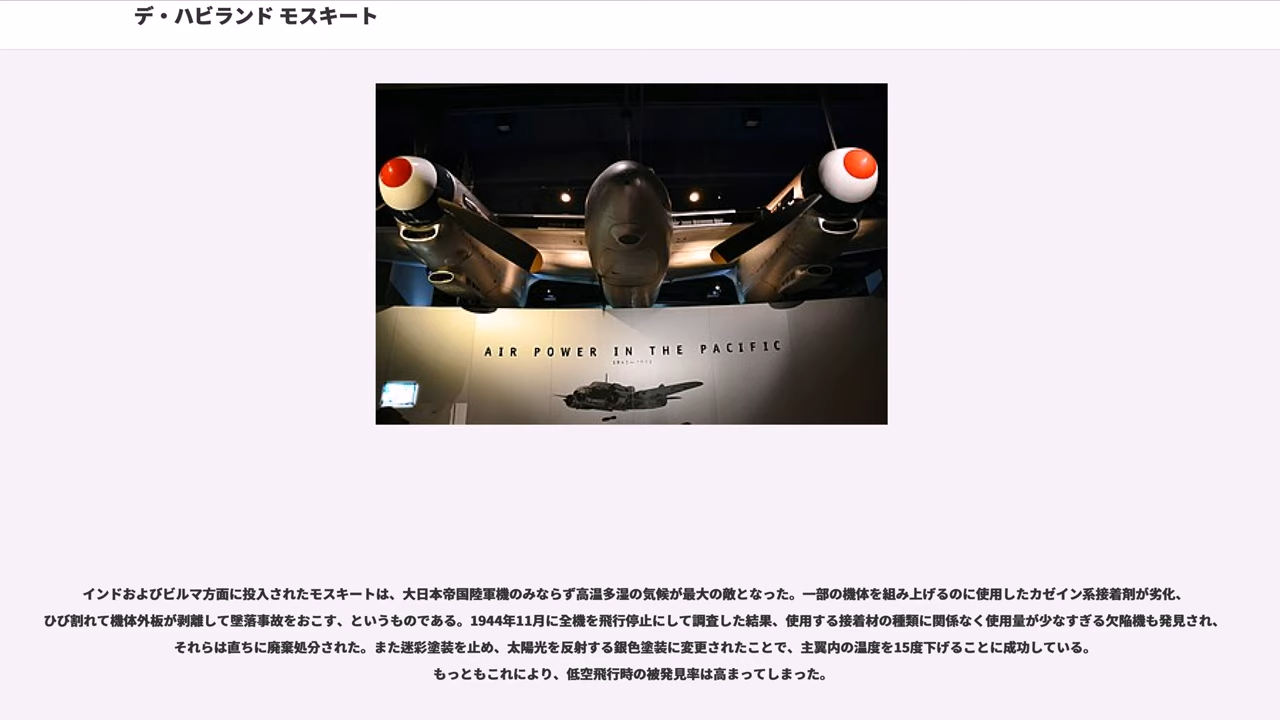 デ・ハビランド モスキート
AIR POWER IN THE PACIFIC
インドおよびビルマ方面に投入されたモスキートは、大日本帝国陸軍機のみならず高温多湿の気候が最大の敵となった。一部の機体を組み上げるのに使用したカゼイン系接着剤が劣化、
ひび割れて機体外板が剥離して墜落事故をおこす、というものである。1944年11月に全機を飛行停止にして調査した結果、使用する接着材の種類に関係なく使用量が少なすぎる欠陥機も発見され、
それらは直ちに廃棄処分された。また迷彩塗装を止め、太陽光を反射する銀色塗装に変更されたことで、主翼内の温度を15度下げることに成功している。
もっともこれにより、低空飛行時の被発見率は高まってしまった。